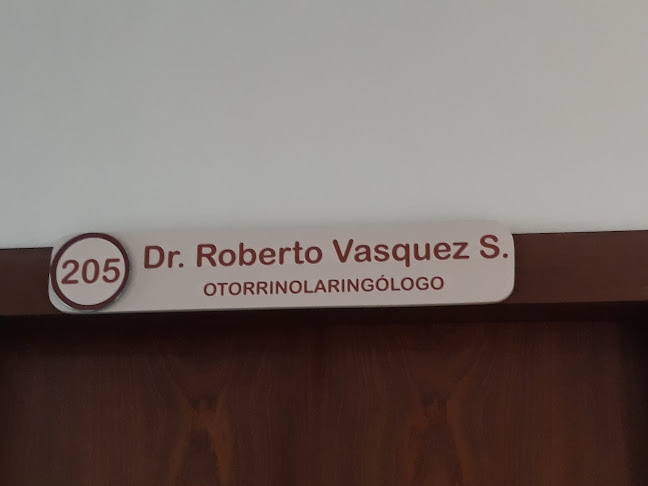 205
Dr. Roberto Vasquez S.
OTORRINOLARINGÓLOGO